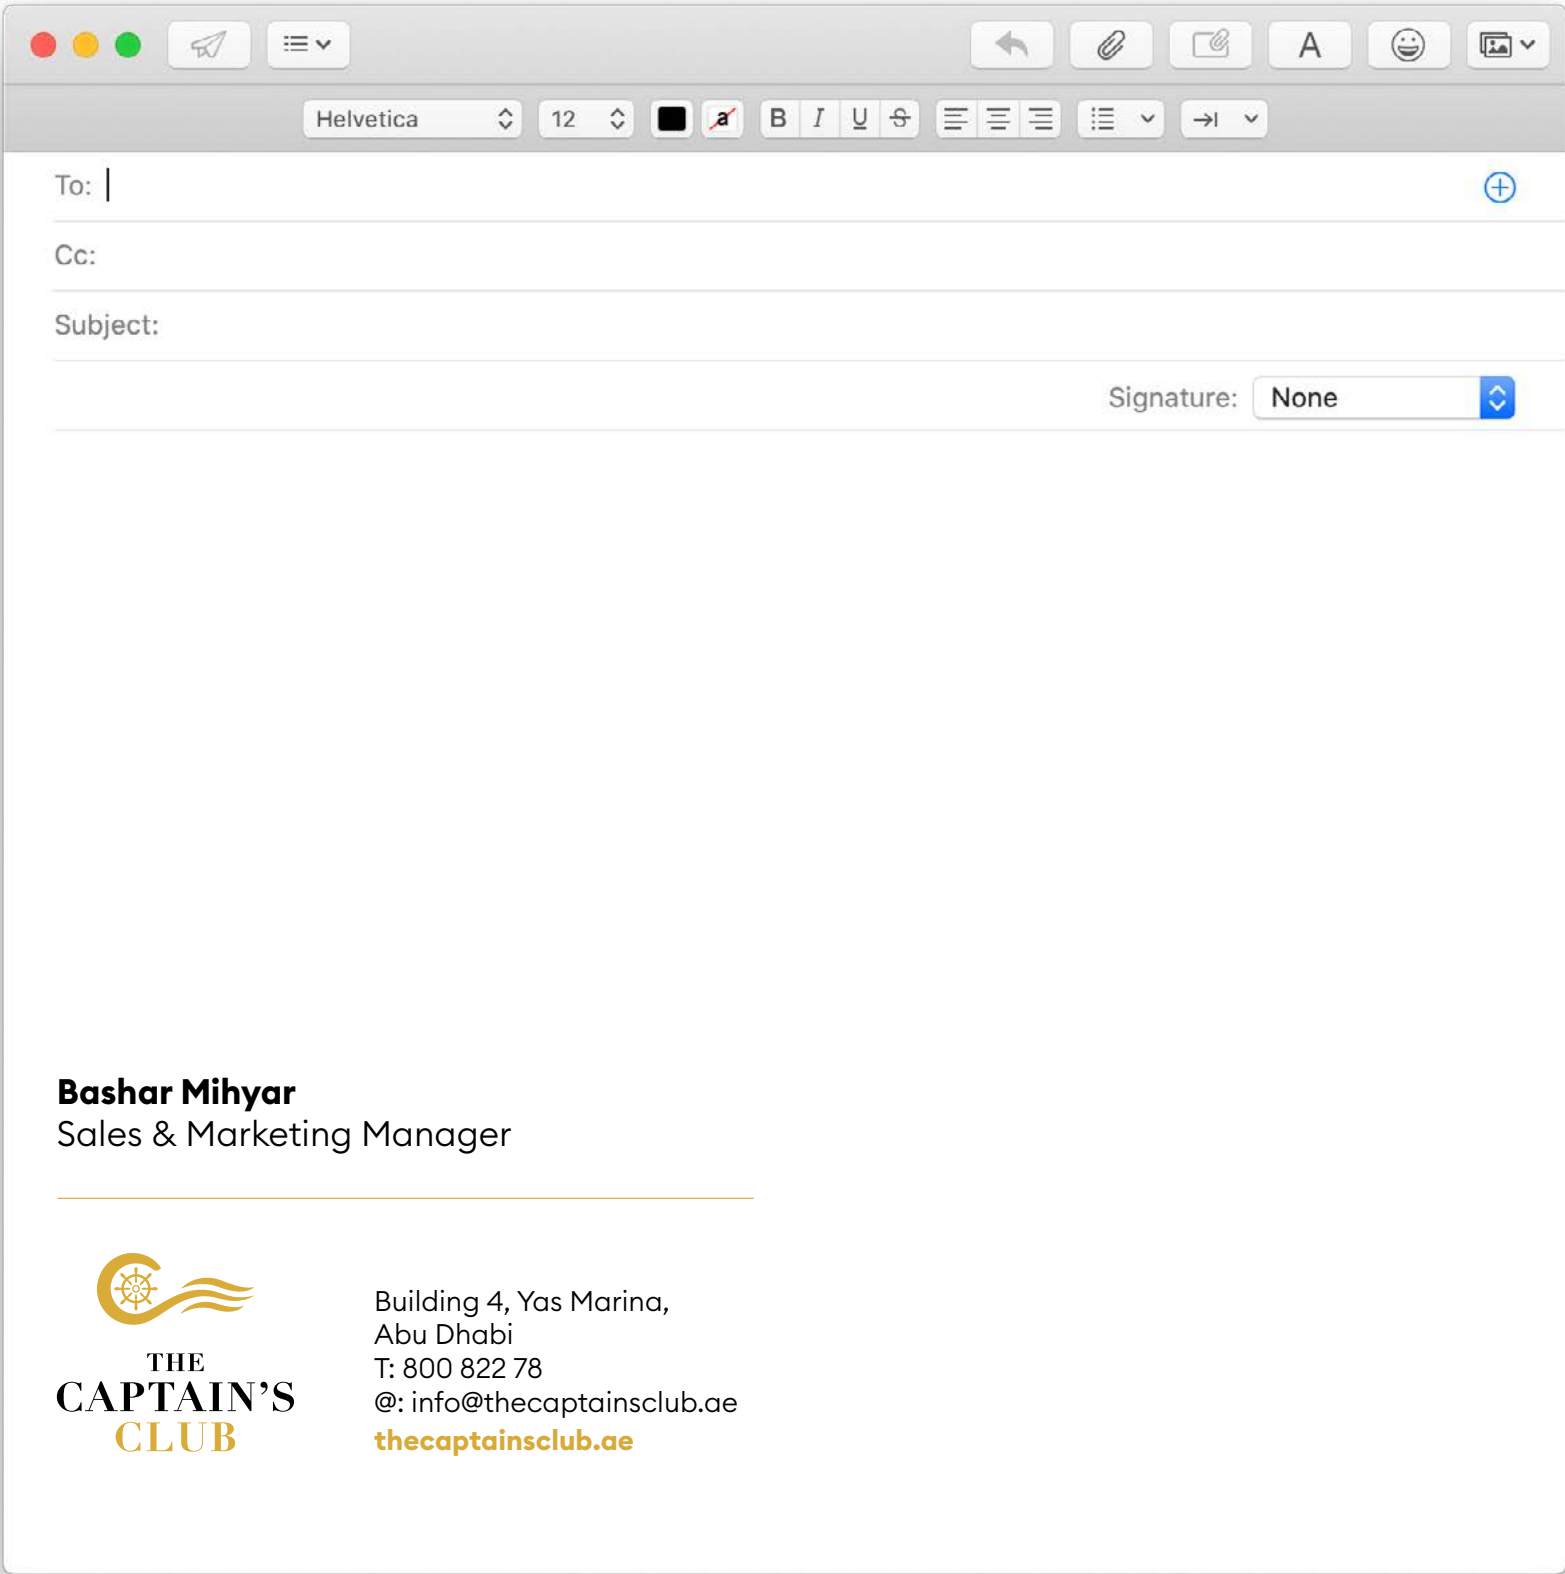 Helvetica 12 a B I U S
A
To:
Cc:
Subject:
Signature: None
Bashar Mihyar
Sales & Marketing Manager
THE
CAPTAIN'S
CLUB
Building 4, Yas Marina,
Abu Dhabi
T: 800 822 78
@: info@thecaptainsclub.ae
thecaptainsclub.ae